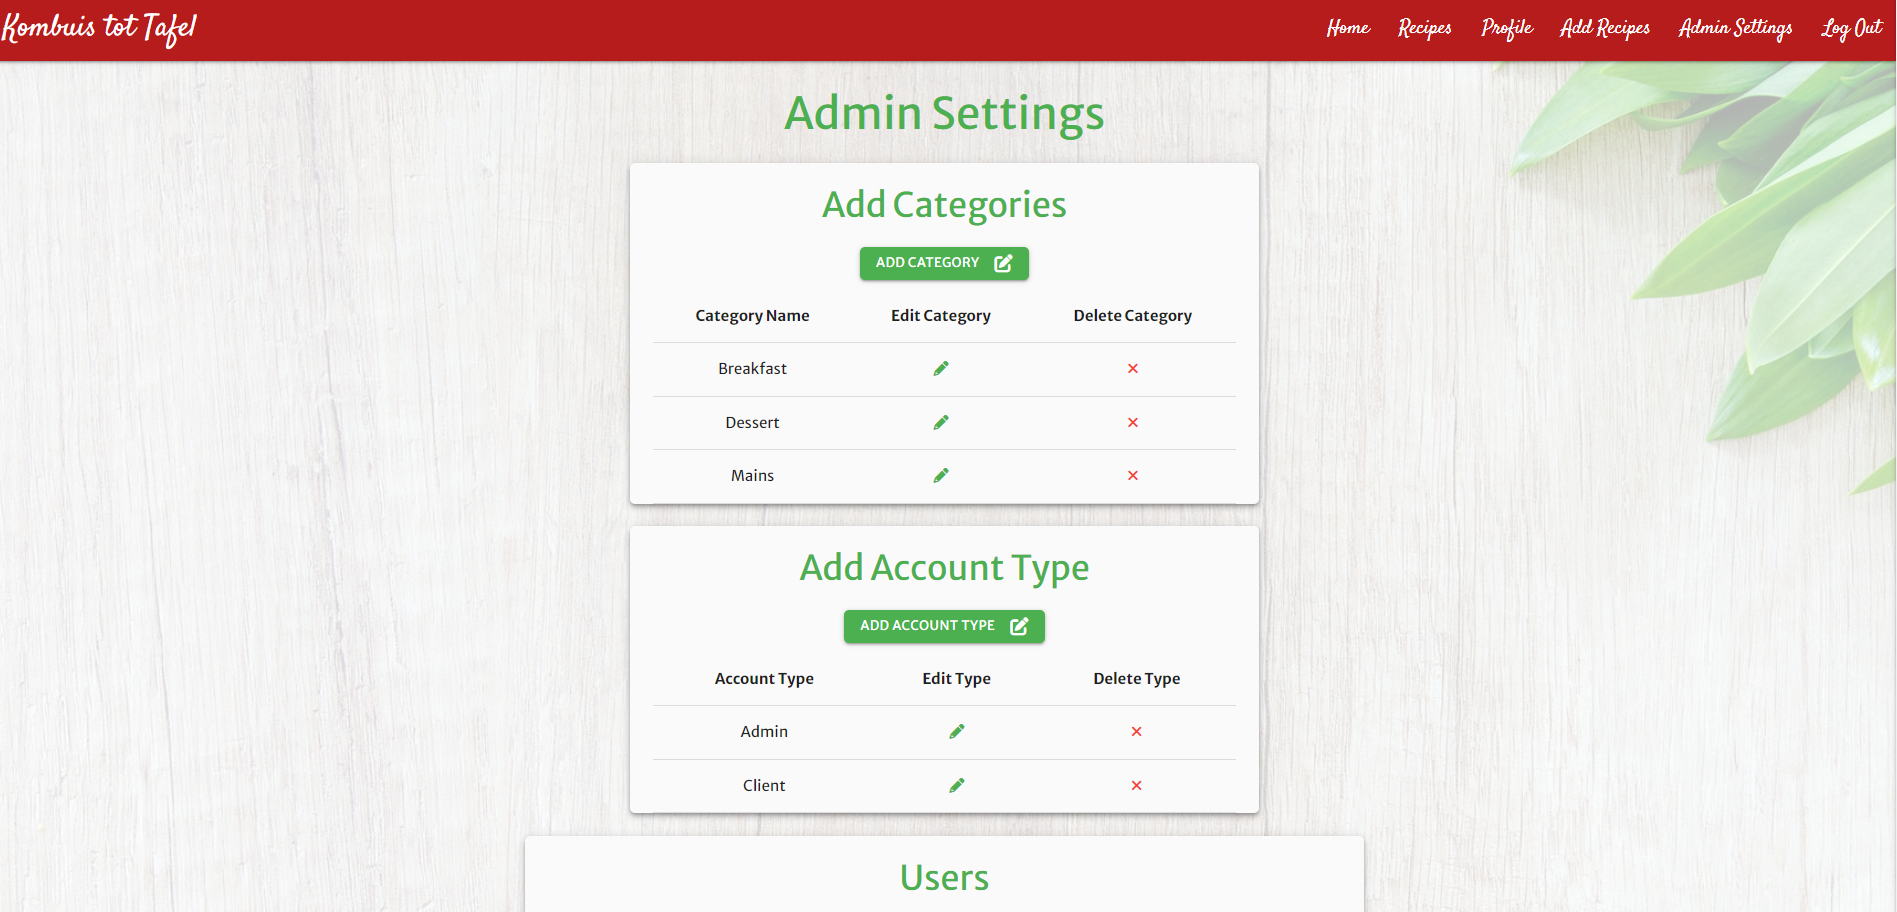 Kombuis tot Tafel
Home Recipes Profile Add Recipes Admin Settings Log Out
Admin Settings
Add Categories
ADD CATEGORY
Category Name Edit Category Delete Category
Breakfast
Dessert
Mains
Add Account Type
ADD ACCOUNT TYPE
Account Type Edit Type Delete Type
Admin
Client
Users